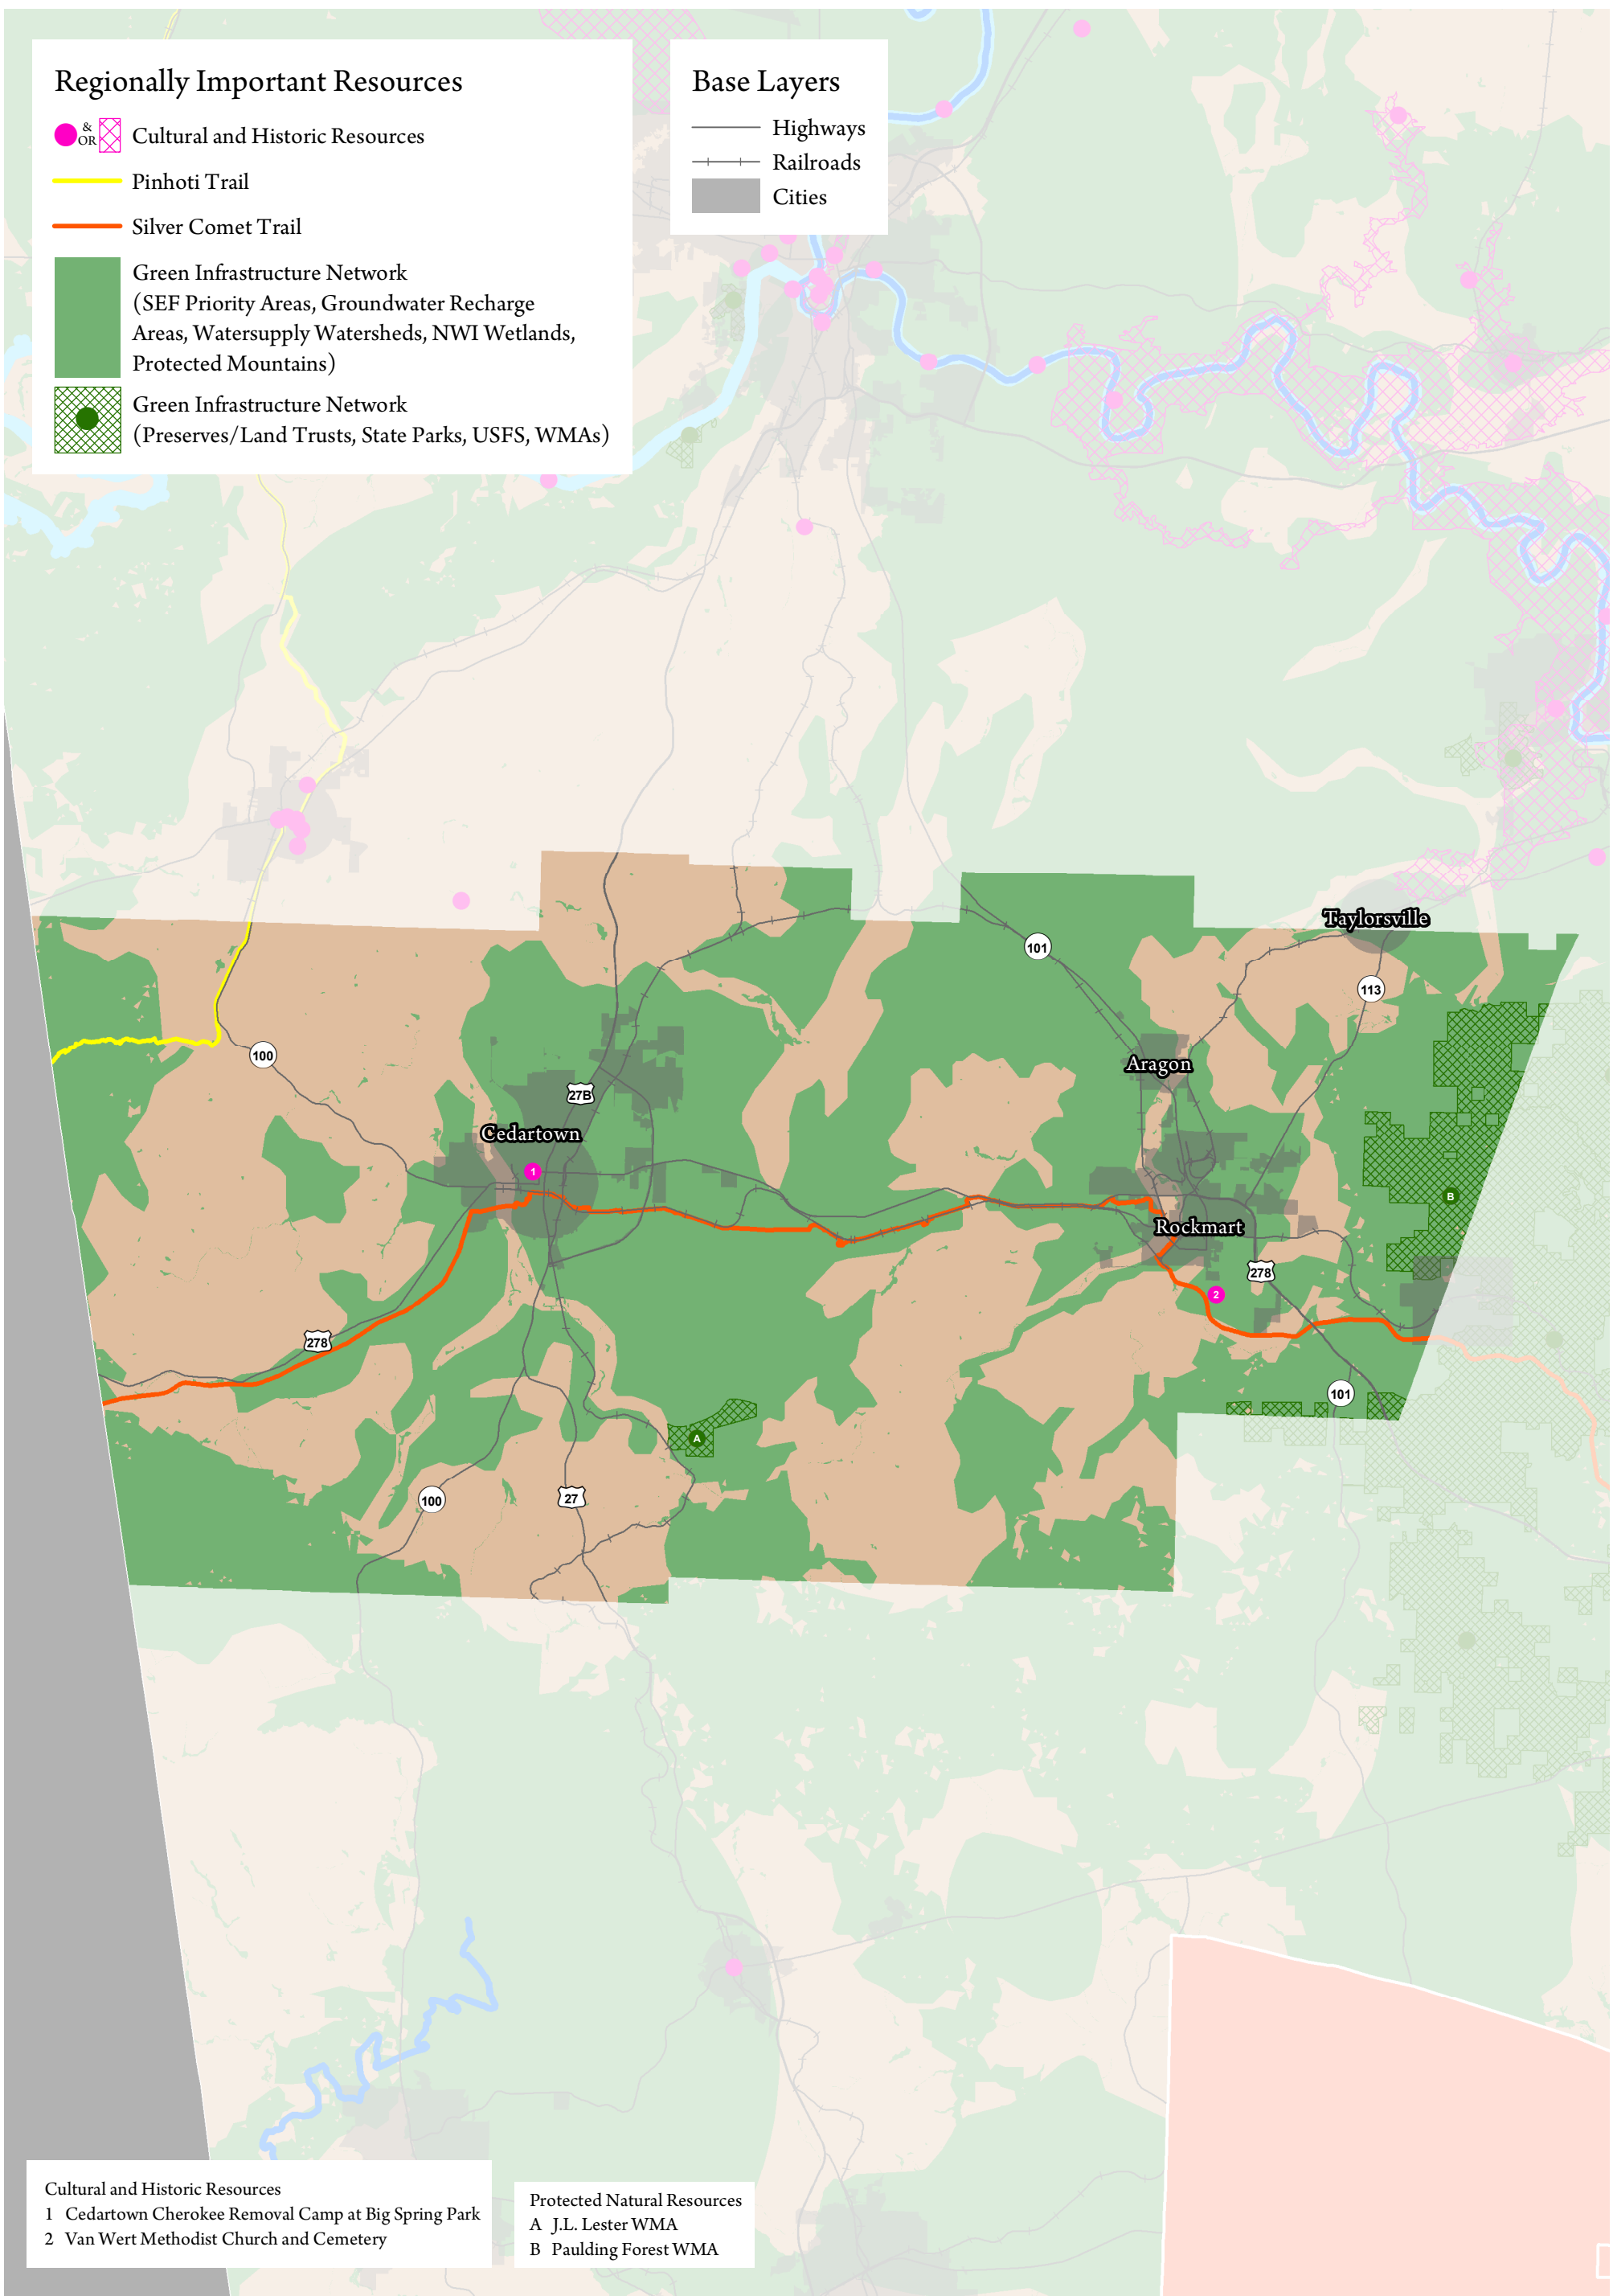 Regionally Important Resources
& OR
Cultural and Historic Resources
Pinhoti Trail
Silver Comet Trail
Green Infrastructure Network
(SEF Priority Areas, Groundwater Recharge
Areas, Watersupply Watersheds, NWI Wetlands,
Protected Mountains)
Green Infrastructure Network
(Preserves/Land Trusts, State Parks, USFS, WMAs)
Base Layers
Highways
Railroads
Cities
Taylorsville
101
113
100
Aragon
27B
Cedartown
1
B
Rockmart
278
2
278
101
A
100
27
Cultural and Historic Resources
1 Cedartown Cherokee Removal Camp at Big Spring Park
2 Van Wert Methodist Church and Cemetery
Protected Natural Resources
A J.L. Lester WMA
B Paulding Forest WMA